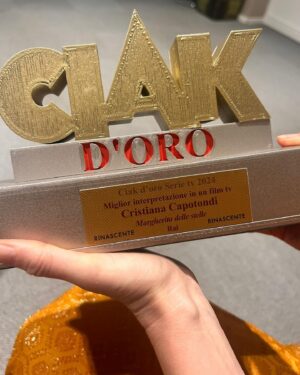 CIAK
D'ORO
Ciak d'oro Serie tv 2024
Miglior interpretazione in un film tv
Cristiana Capotondi
Margherita delle stelle
Rai
RINASCENTE
RINASCENTE